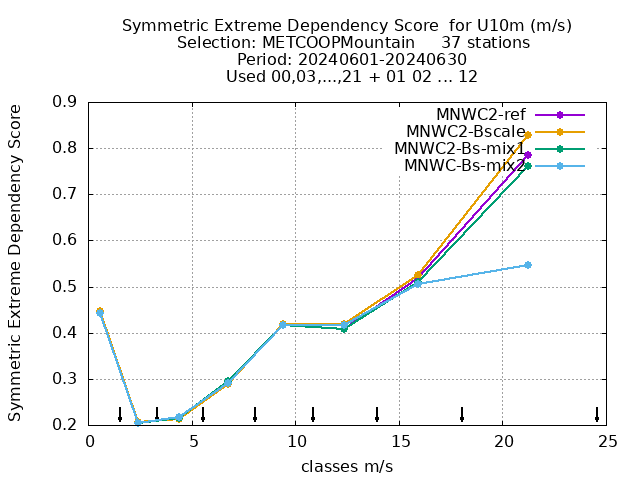 Symmetric Extreme Dependency Score  for U10m (m/s)
Selection: METCOOPMountain     37 stations
Period: 20240601-20240630
Used 00,03,...,21 + 01 02 ... 12
Symmetric Extreme Dependency Score
0.9
0.8
0.7
0.6
0.5
0.4
0.3
0.2
MNWC2-ref
MNWC2-Bscale
MNWC2-Bs-mix1
MNWC-Bs-mix2
0 5 10 15 20 25
classes m/s